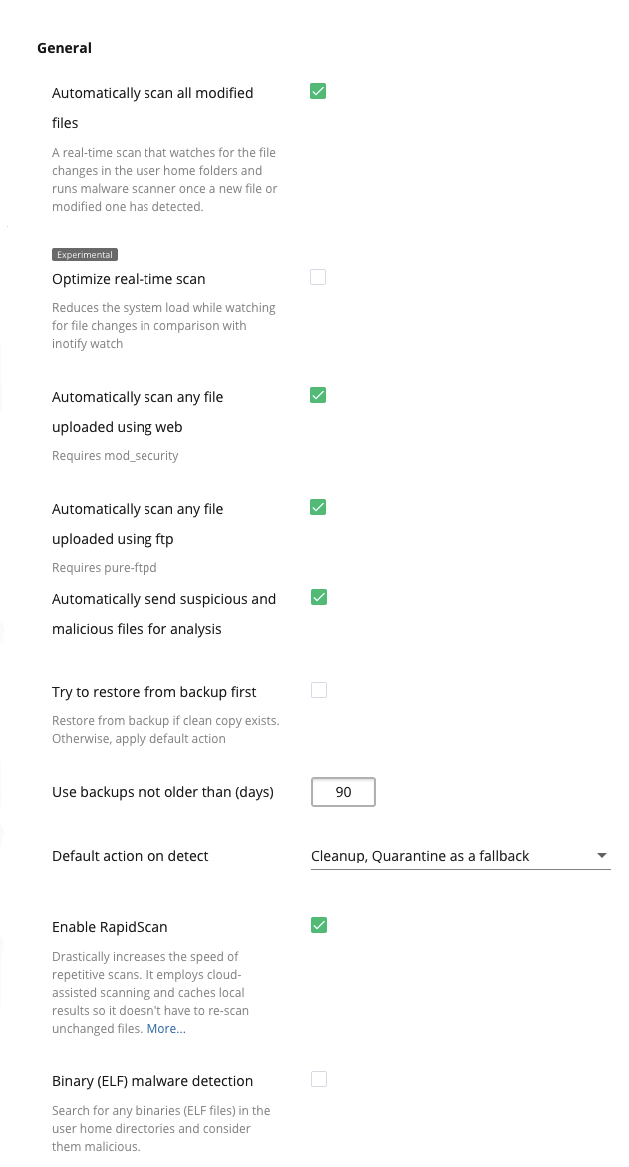 General
Automatically scan all modified
files
A real-time scan that watches for the file
changes in the user home folders and
runs malware scanner once a new file or
modified one has detected.
Experimental
Optimize real-time scan
Reduces the system load while watching
for file changes in comparison with
inotify watch
Automatically scan any file
uploaded using web
Requires mod_security
Automatically scan any file
uploaded using ftp
Requires pure-ftpd
Automatically send suspicious and
malicious files for analysis
Try to restore from backup first
Restore from backup if clean copy exists.
Otherwise, apply default action
Use backups not older than (days) 90
Default action on detect Cleanup, Quarantine as a fallback
Enable RapidScan
Drastically increases the speed of
repetitive scans. It employs cloud-
assisted scanning and caches local
results so it doesn't have to re-scan
unchanged files. More...
Binary (ELF) malware detection
Search for any binaries (ELF files) in the
user home directories and consider
them malicious.